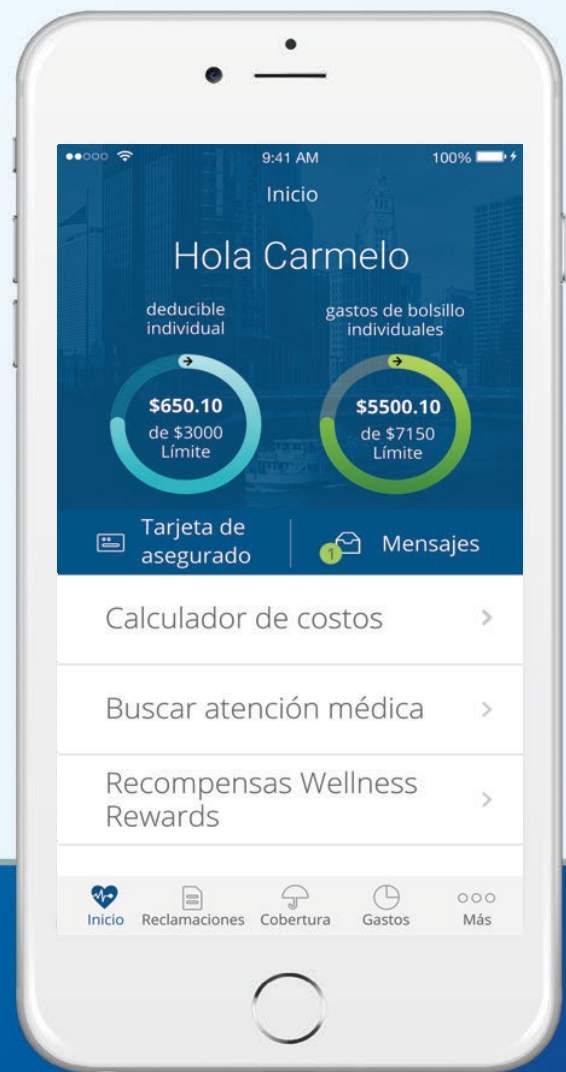 9:41 AM
100%
Inicio
Hola Carmelo
deducible
individual
gastos de bolsillo
individuales
$650.10
de $3000
Límite
$5500.10
de $7150
Límite
Tarjeta de
asegurado
1
Mensajes
Calculador de costos
Buscar atención médica
Recompensas Wellness
Rewards
Inicio
Reclamaciones
Cobertura
Gastos
Más